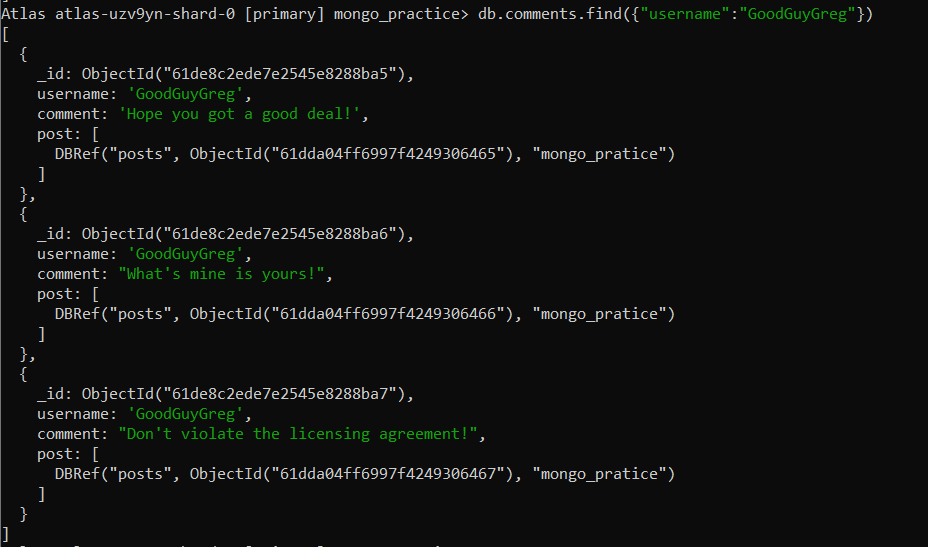 Atlas atlas-uzv9yn-shard-0 [primary] mongo_practice> db.comments.find({"username":"GoodGuyGreg"})
[
  {
    _id: ObjectId("61de8c2ede7e2545e8288ba5"),
    username: 'GoodGuyGreg',
    comment: 'Hope you got a good deal!',
    post: [
      DBRef("posts", ObjectId("61dda04ff6997f4249306465"), "mongo_pratice")
    ]
  },
  {
    _id: ObjectId("61de8c2ede7e2545e8288ba6"),
    username: 'GoodGuyGreg',
    comment: "What's mine is yours!",
    post: [
      DBRef("posts", ObjectId("61dda04ff6997f4249306466"), "mongo_pratice")
    ]
  },
  {
    _id: ObjectId("61de8c2ede7e2545e8288ba7"),
    username: 'GoodGuyGreg',
    comment: "Don't violate the licensing agreement!",
    post: [
      DBRef("posts", ObjectId("61dda04ff6997f4249306467"), "mongo_pratice")
    ]
  }
]